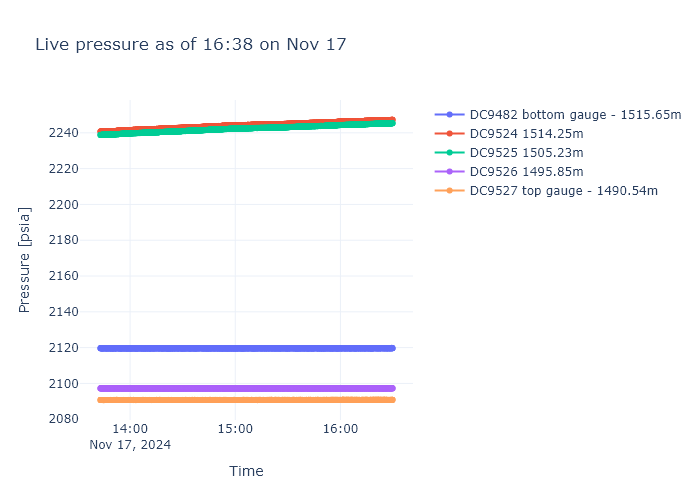 Live pressure as of 16:38 on Nov 17
DC9482 bottom gauge - 1515.65m
DC9524 1514.25m
DC9525 1505.23m
DC9526 1495.85m
DC9527 top gauge - 1490.54m
Pressure [psia]
2240
2220
2200
2180
2160
2140
2120
2100
2080
14:00
15:00
16:00
Nov 17, 2024
Time